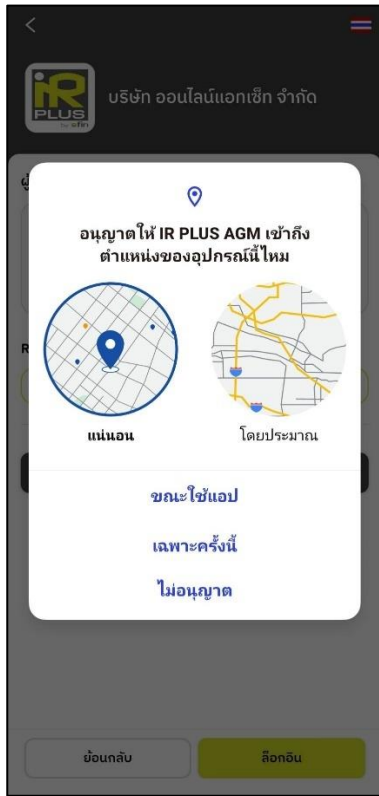 iR
PLUS
by efin
บริษัท ออนไลน์แอทเซ็ท จำกัด
อนุญาตให้ IR PLUS AGM เข้าถึง
ตำแหน่งของอุปกรณ์นี้ไหม
แน่นอน
โดยประมาณ
ขณะใช้แอป
เฉพาะครั้งนี้
ไม่อนุญาต
ย้อนกลับ
ล็อกอิน